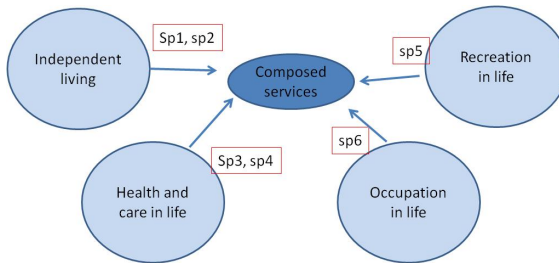 Sp1, sp2
Independent
living
Composed
services
sp5
Recreation
in life
Sp3, sp4
Health and
care in life
sp6
Occupation
in life